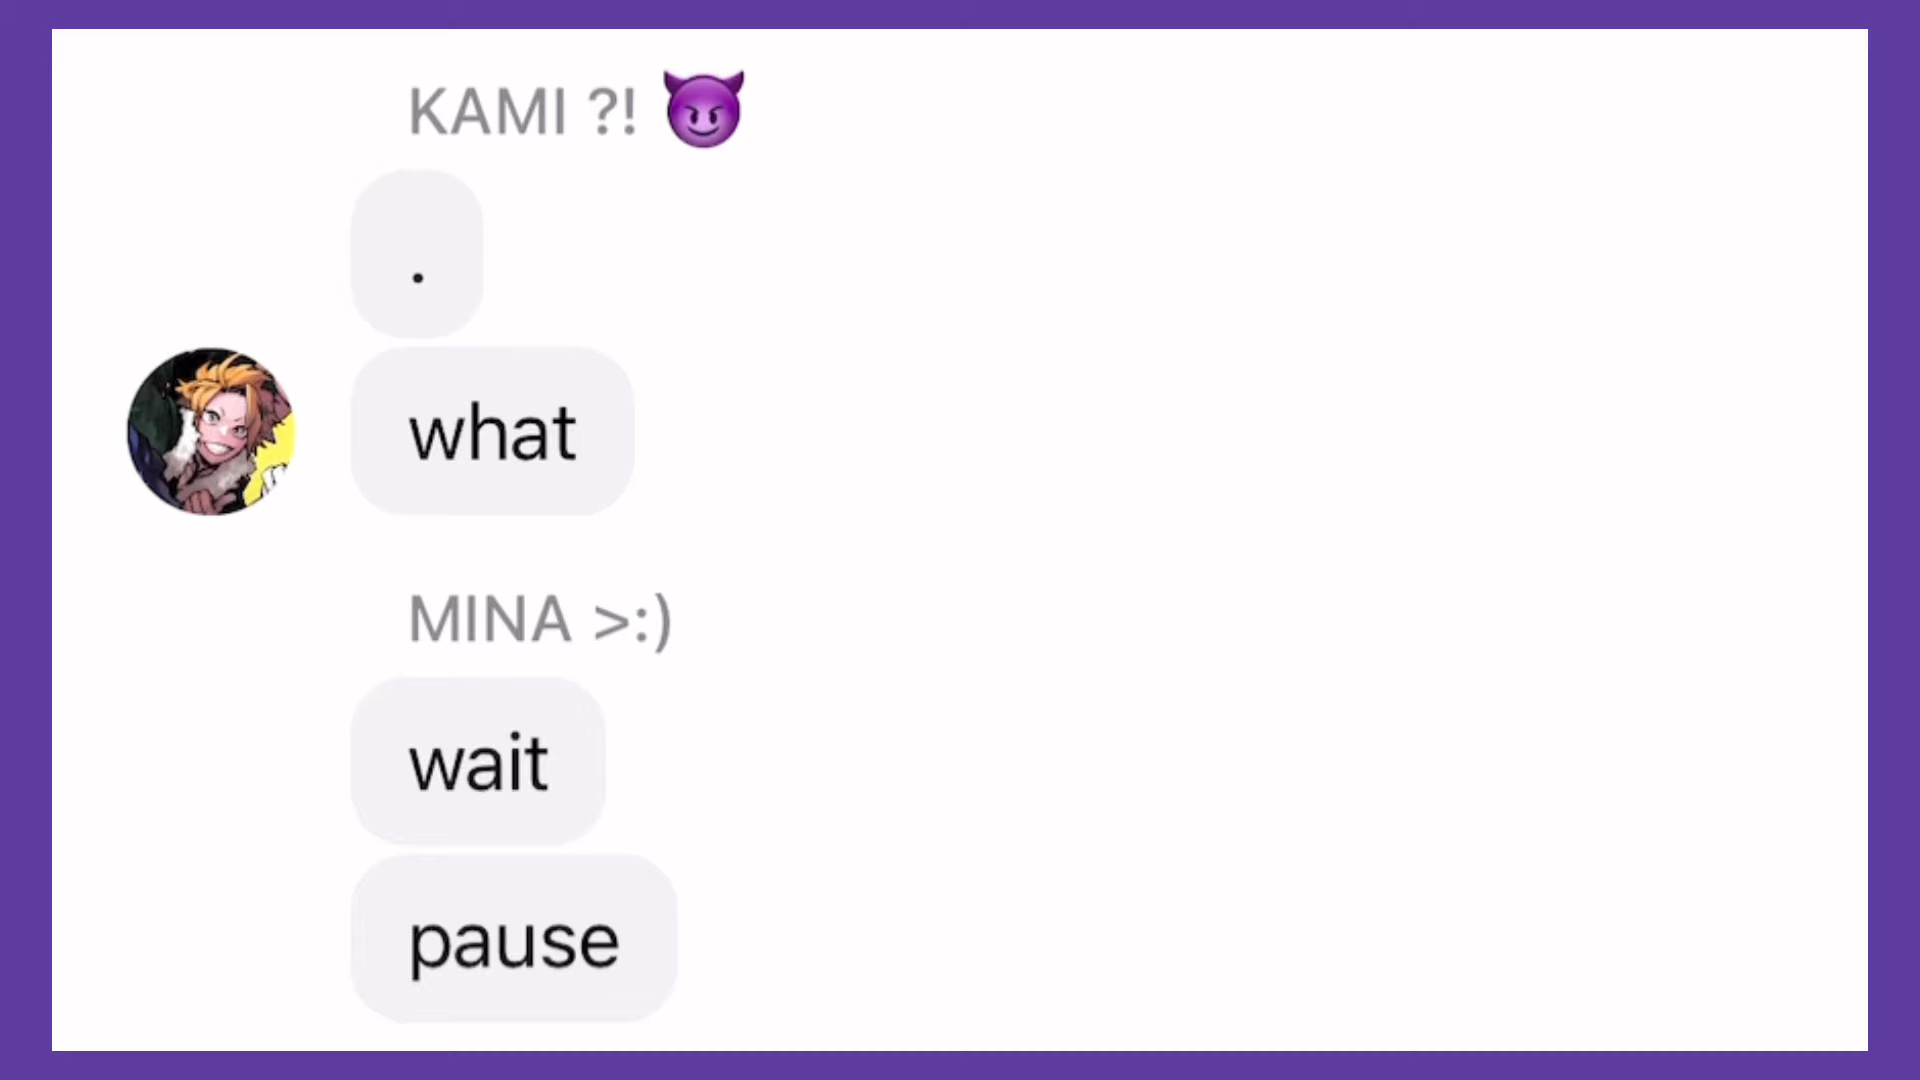 KAMI ?! 😈
.
what
MINA >:)
wait
pause